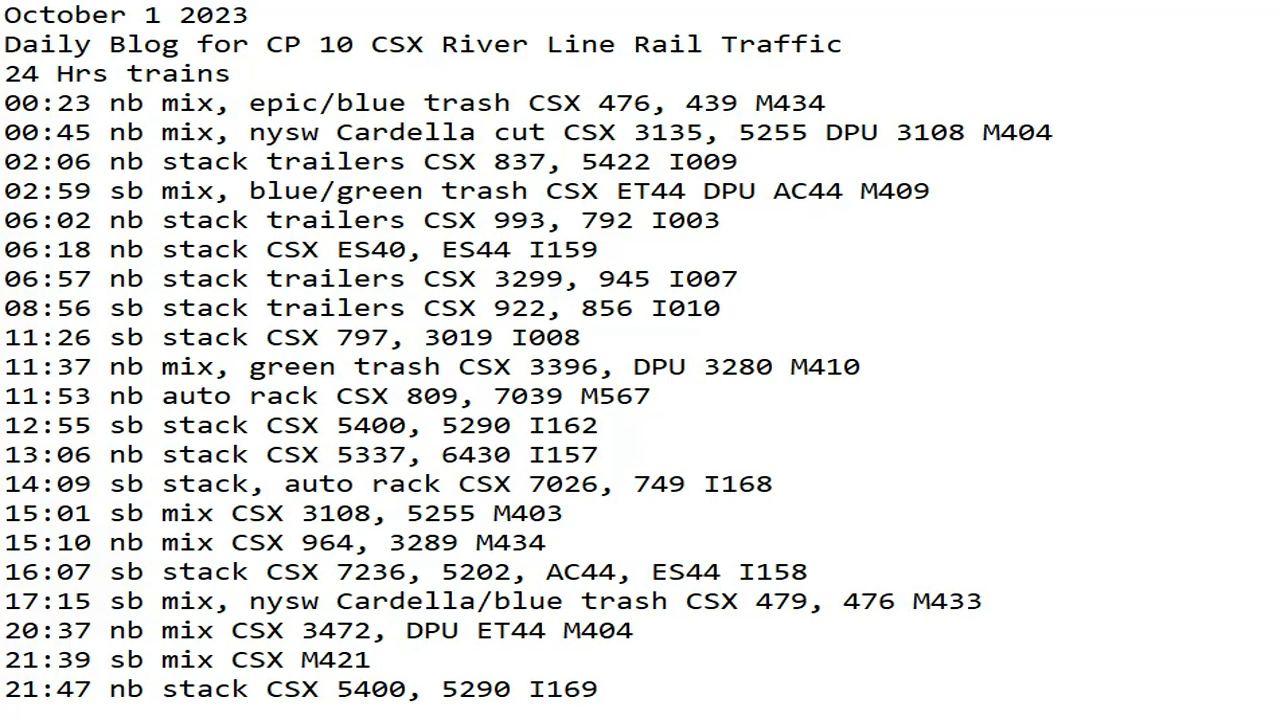 October 1 2023
Daily Blog for CP 10 CSX River Line Rail Traffic
24 Hrs trains
00:23 nb mix, epic/blue trash CSX 476, 439 M434
00:45 nb mix, nysw Cardella cut CSX 3135, 5255 DPU 3108 M404
02:06 nb stack trailers CSX 837, 5422 I009
02:59 sb mix, blue/green trash CSX ET44 DPU AC44 M409
06:02 nb stack trailers CSX 993, 792 I003
06:18 nb stack CSX ES40, ES44 I159
06:57 nb stack trailers CSX 3299, 945 I007
08:56 sb stack trailers CSX 922, 856 I010
11:26 sb stack CSX 797, 3019 I008
11:37 nb mix, green trash CSX 3396, DPU 3280 M410
11:53 nb auto rack CSX 809, 7039 M567
12:55 sb stack CSX 5400, 5290 I162
13:06 nb stack CSX 5337, 6430 I157
14:09 sb stack, auto rack CSX 7026, 749 I168
15:01 sb mix CSX 3108, 5255 M403
15:10 nb mix CSX 964, 3289 M434
16:07 sb stack CSX 7236, 5202, AC44, ES44 I158
17:15 sb mix, nysw Cardella/blue trash CSX 479, 476 M433
20:37 nb mix CSX 3472, DPU ET44 M404
21:39 sb mix CSX M421
21:47 nb stack CSX 5400, 5290 I169